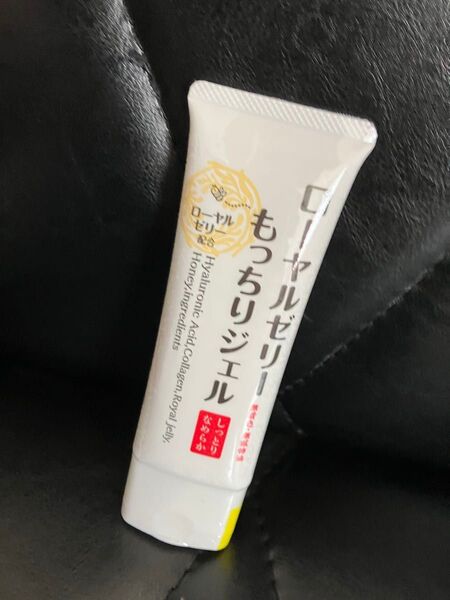 ローヤルゼリー
もっちりジェル
ローヤル
ゼリー
配合
Hyaluronic Acid,Collagen,Royal jelly,
Honey,ingredients
しっとり
なめらか